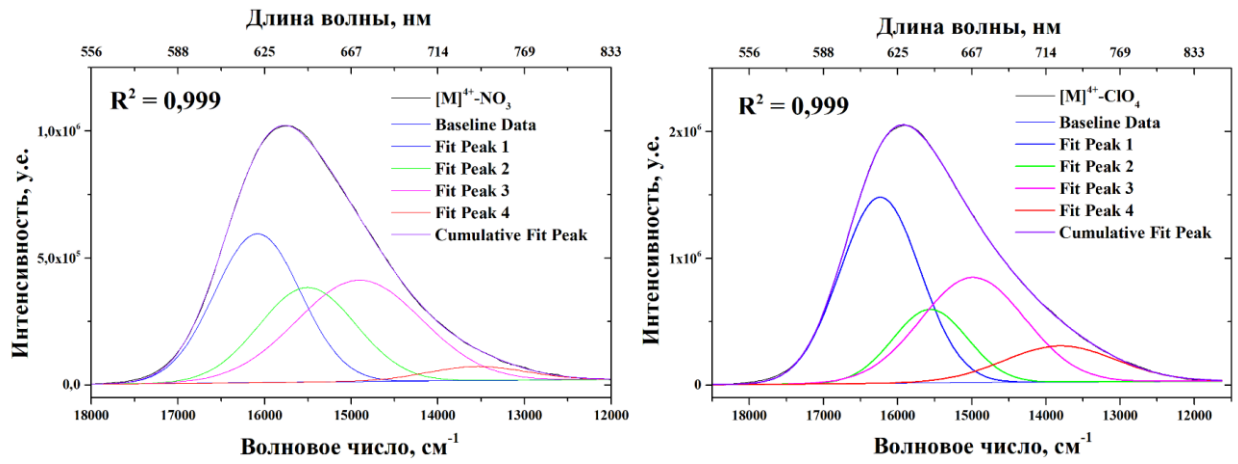 Длина волны, нм
556 588 625 667 714 769 833
R² = 0,999
[M]⁴⁺-NO₃
Baseline Data
Fit Peak 1
Fit Peak 2
Fit Peak 3
Fit Peak 4
Cumulative Fit Peak
Интенсивность, у.е.
1,0x10⁶
5,0x10⁵
0,0
18000 17000 16000 15000 14000 13000 12000
Волновое число, см⁻¹
Длина волны, нм
556 588 625 667 714 769 833
R² = 0,999
[M]⁴⁺-ClO₄
Baseline Data
Fit Peak 1
Fit Peak 2
Fit Peak 3
Fit Peak 4
Cumulative Fit Peak
Интенсивность, у.е.
2x10⁶
1x10⁶
0
18000 17000 16000 15000 14000 13000 12000
Волновое число, см⁻¹